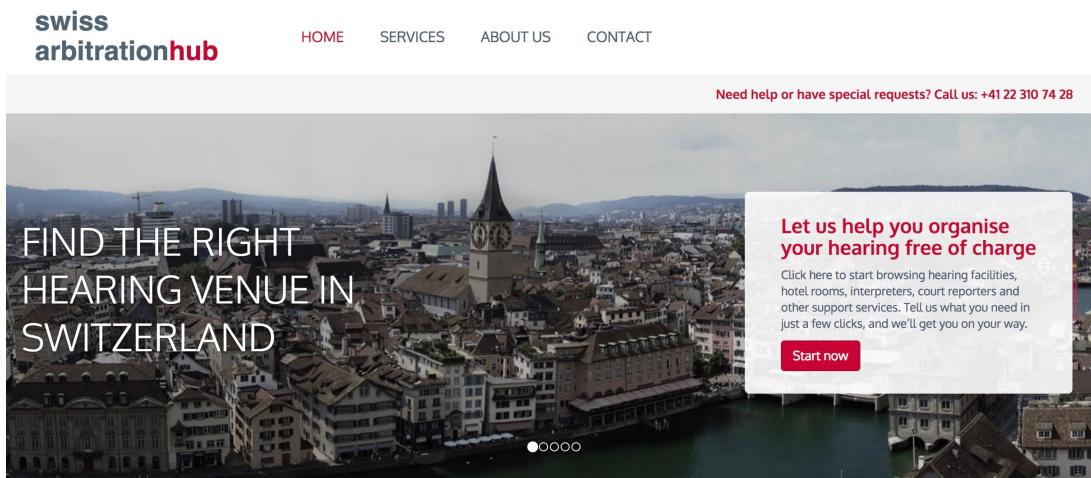 swiss
arbitrationhub
HOME SERVICES ABOUT US CONTACT
Need help or have special requests? Call us: +41 22 310 74 28
FIND THE RIGHT
HEARING VENUE IN
SWITZERLAND
Let us help you organise
your hearing free of charge
Click here to start browsing hearing facilities,
hotel rooms, interpreters, court reporters and
other support services. Tell us what you need in
just a few clicks, and we’ll get you on your way.
Start now